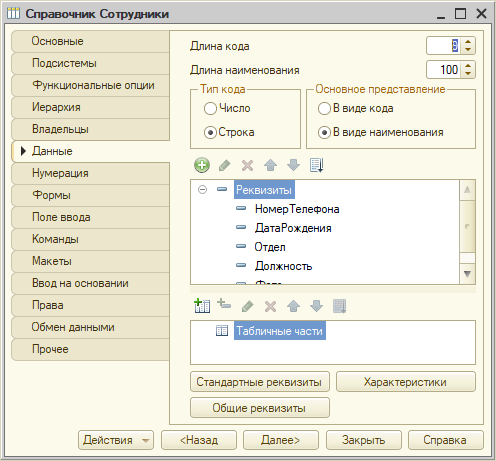 Справочник Сотрудники
Основные
Подсистемы
Функциональные опции
Иерархия
Владельцы
Данные
Нумерация
Формы
Поле ввода
Команды
Макеты
Ввод на основании
Права
Обмен данными
Прочее
Длина кода 9
Длина наименования 100
Тип кода
Число
Строка
Основное представление
В виде кода
В виде наименования
Реквизиты
НомерТелефона
ДатаРождения
Отдел
Должность
Табличные части
Стандартные реквизиты Характеристики
Общие реквизиты
Действия <Назад Далее> Закрыть Справка